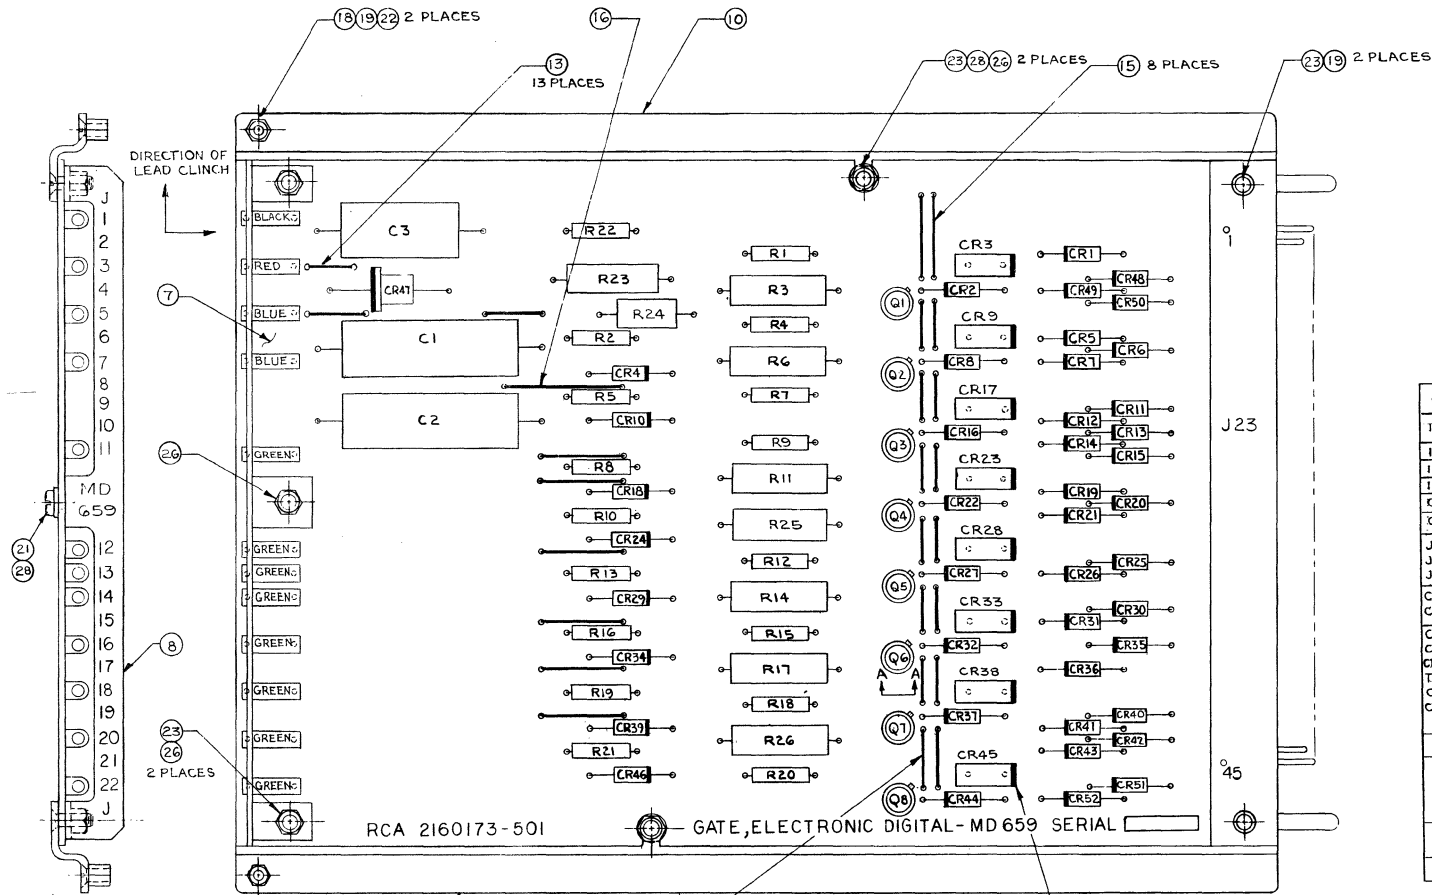 18 19 22 2 PLACES
16
10
13
13 PLACES
23 28 26 2 PLACES
15 8 PLACES
23 19 2 PLACES
DIRECTION OF
LEAD CLINCH
J
1
2
3
4
5
6
7
8
9
10
11
MD
659
12
13
14
15
16
17
18
19
20
21
22
J
7
26
21
28
8
23
26
2 PLACES
BLACK
RED
BLUE
BLUE
GREEN
GREEN
GREEN
GREEN
GREEN
GREEN
GREEN
GREEN
C3
CR47
C1
C2
R22
R23
R24
R2
CR4
R5
CR10
R8
CR18
R10
CR24
R13
CR29
R16
CR34
R19
CR39
R21
CR46
R1
R3
R4
R6
R7
R9
R11
R25
R12
R14
R15
R17
R18
R26
R20
Q1
Q2
Q3
Q4
Q5
Q6
A A
Q7
Q8
CR3
CR2
CR9
CR8
CR17
CR16
CR23
CR22
CR28
CR27
CR33
CR32
CR38
CR37
CR45
CR44
CR1
CR48
CR49
CR50
CR5
CR6
CR7
CR11
CR12
CR13
CR14
CR15
CR19
CR20
CR21
CR25
CR26
CR30
CR31
CR35
CR36
CR40
CR41
CR42
CR43
CR51
CR52
1
J23
45
RCA 2160173-501
GATE, ELECTRONIC DIGITAL-MD 659 SERIAL